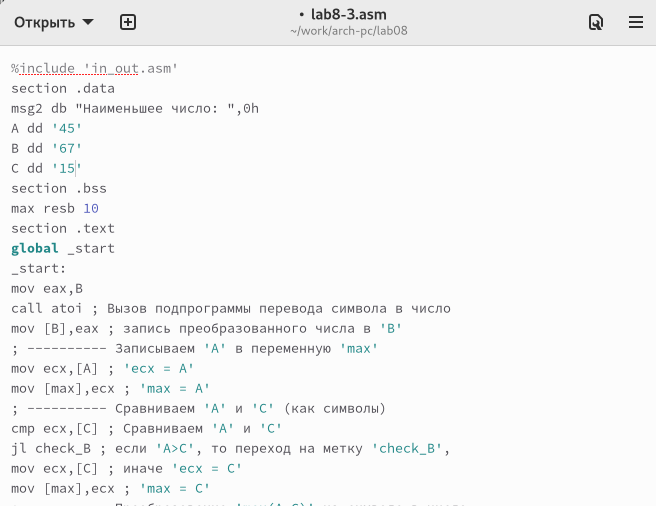 Открыть
• lab8-3.asm
~/work/arch-pc/lab08
%include 'in_out.asm'
section .data
msg2 db "Наименьшее число: ",0h
A dd '45'
B dd '67'
C dd '15'
section .bss
max resb 10
section .text
global _start
_start:
mov eax,B
call atoi ; Вызов подпрограммы перевода символа в число
mov [B],eax ; запись преобразованного числа в 'B'
; ---------- Записываем 'A' в переменную 'max'
mov ecx,[A] ; 'ecx = A'
mov [max],ecx ; 'max = A'
; ---------- Сравниваем 'A' и 'C' (как символы)
cmp ecx,[C] ; Сравниваем 'A' и 'C'
jl check_B ; если 'A>C', то переход на метку 'check_B',
mov ecx,[C] ; иначе 'ecx = C'
mov [max],ecx ; 'max = C'